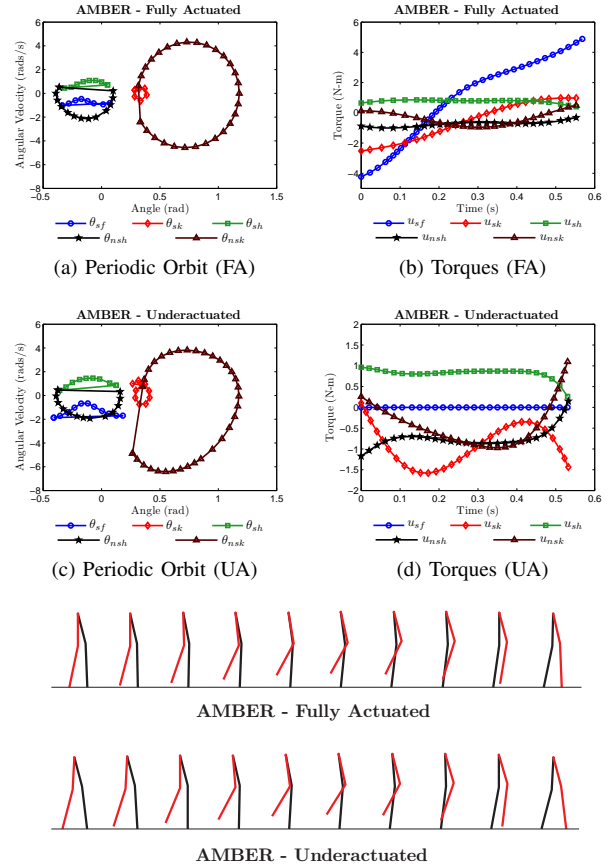 AMBER - Fully Actuated
Angular Velocity (rads/s)
6
4
2
0
−2
−4
−6
−8
−0.5 0 0.5 1 1.5
Angle (rad)
θsf θsk θsh
θnsh θnsk
(a) Periodic Orbit (FA)
AMBER - Fully Actuated
Torque (N-m)
6
4
2
0
−2
−4
0 0.1 0.2 0.3 0.4 0.5 0.6
Time (s)
usf usk ush
unsh unsk
(b) Torques (FA)
AMBER - Underactuated
Angular Velocity (rads/s)
6
4
2
0
−2
−4
−6
−8
−0.5 0 0.5 1 1.5
Angle (rad)
θsf θsk θsh
θnsh θnsk
(c) Periodic Orbit (UA)
AMBER - Underactuated
Torque (N-m)
2
1.5
1
0.5
0
−0.5
−1
−1.5
−2
0 0.1 0.2 0.3 0.4 0.5 0.6
Time (s)
usf usk ush
unsh unsk
(d) Torques (UA)
AMBER - Fully Actuated
AMBER - Underactuated